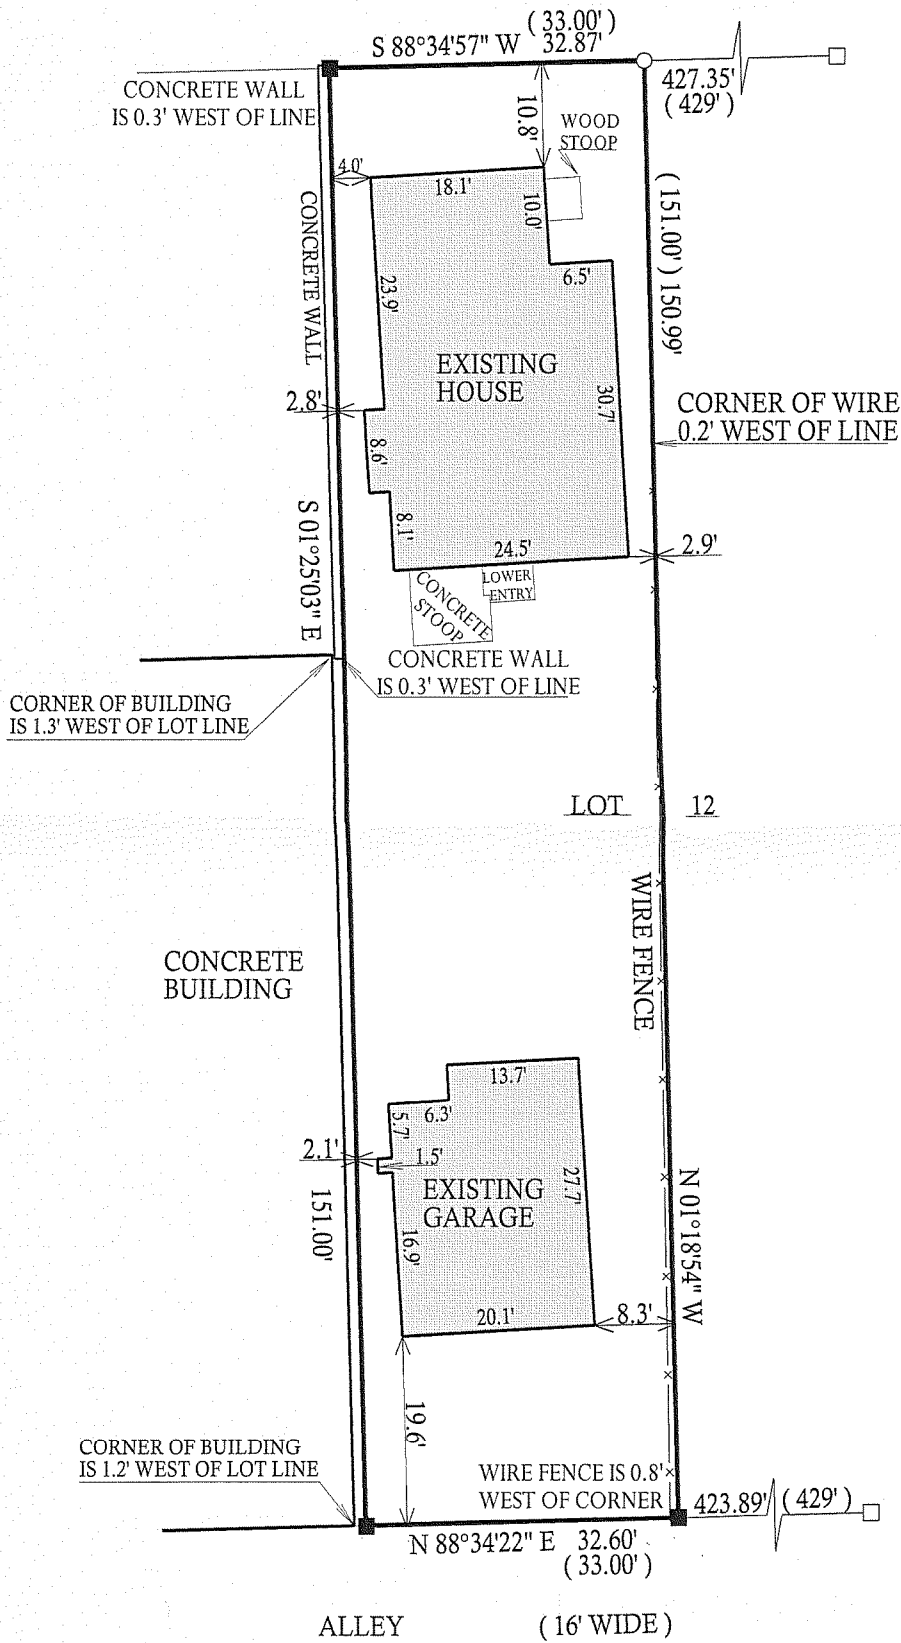 ( 33.00' )
S 88°34'57" W 32.87'
427.35'
( 429' )
CONCRETE WALL
IS 0.3' WEST OF LINE
10.8'
WOOD
STOOP
4.0'
18.1'
10.0'
6.5'
( 151.00' ) 150.99'
CONCRETE WALL
23.9'
EXISTING
HOUSE
30.7'
CORNER OF WIRE
0.2' WEST OF LINE
2.8'
8.6'
8.1'
24.5'
2.9'
S 01°25'03" E
LOWER
ENTRY
CONCRETE
STOOP
CONCRETE WALL
IS 0.3' WEST OF LINE
CORNER OF BUILDING
IS 1.3' WEST OF LOT LINE
LOT 12
WIRE FENCE
CONCRETE
BUILDING
13.7'
6.3'
5.7'
2.1'
1.5'
EXISTING
GARAGE
27.7'
151.00'
16.9'
N 01°18'54" W
20.1'
8.3'
19.6'
CORNER OF BUILDING
IS 1.2' WEST OF LOT LINE
WIRE FENCE IS 0.8'
WEST OF CORNER
423.89' ( 429' )
N 88°34'22" E 32.60'
( 33.00' )
ALLEY ( 16' WIDE )